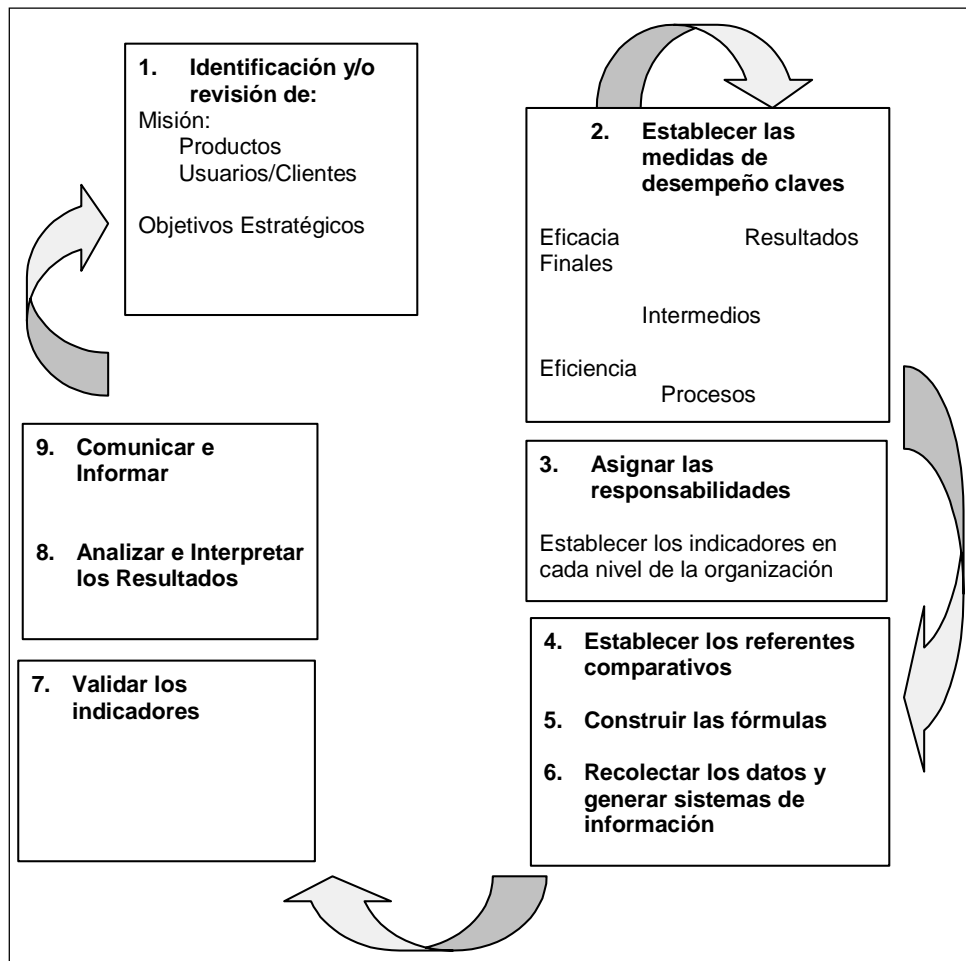 1. Identificación y/o
revisión de:
Misión:
Productos
Usuarios/Clientes
Objetivos Estratégicos
2. Establecer las
medidas de
desempeño claves
Eficacia Resultados
Finales
Intermedios
Eficiencia
Procesos
3. Asignar las
responsabilidades
Establecer los indicadores en
cada nivel de la organización
4. Establecer los referentes
comparativos
5. Construir las fórmulas
6. Recolectar los datos y
generar sistemas de
información
7. Validar los
indicadores
9. Comunicar e
Informar
8. Analizar e Interpretar
los Resultados